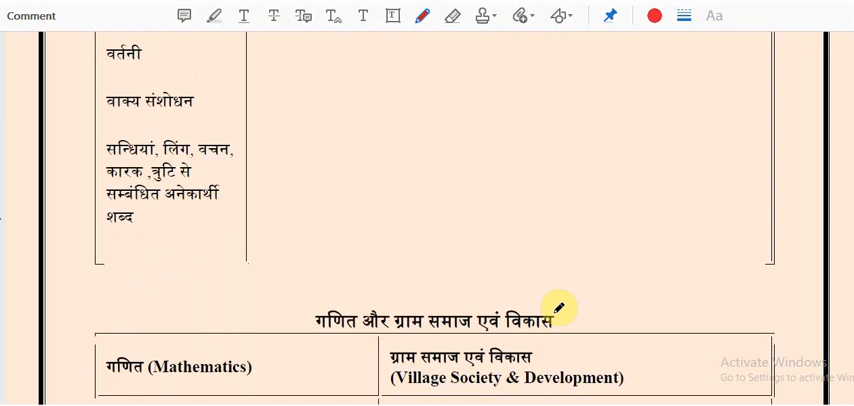 Comment
Aa
वर्तनी
वाक्य संशोधन
सन्धियां, लिंग, वचन,
कारक ,त्रुटि से
सम्बंधित अनेकार्थी
शब्द
गणित और ग्राम समाज एवं विकास
गणित (Mathematics)
ग्राम समाज एवं विकास
(Village Society & Development)
Activate Windows
Go to Settings to activate Win